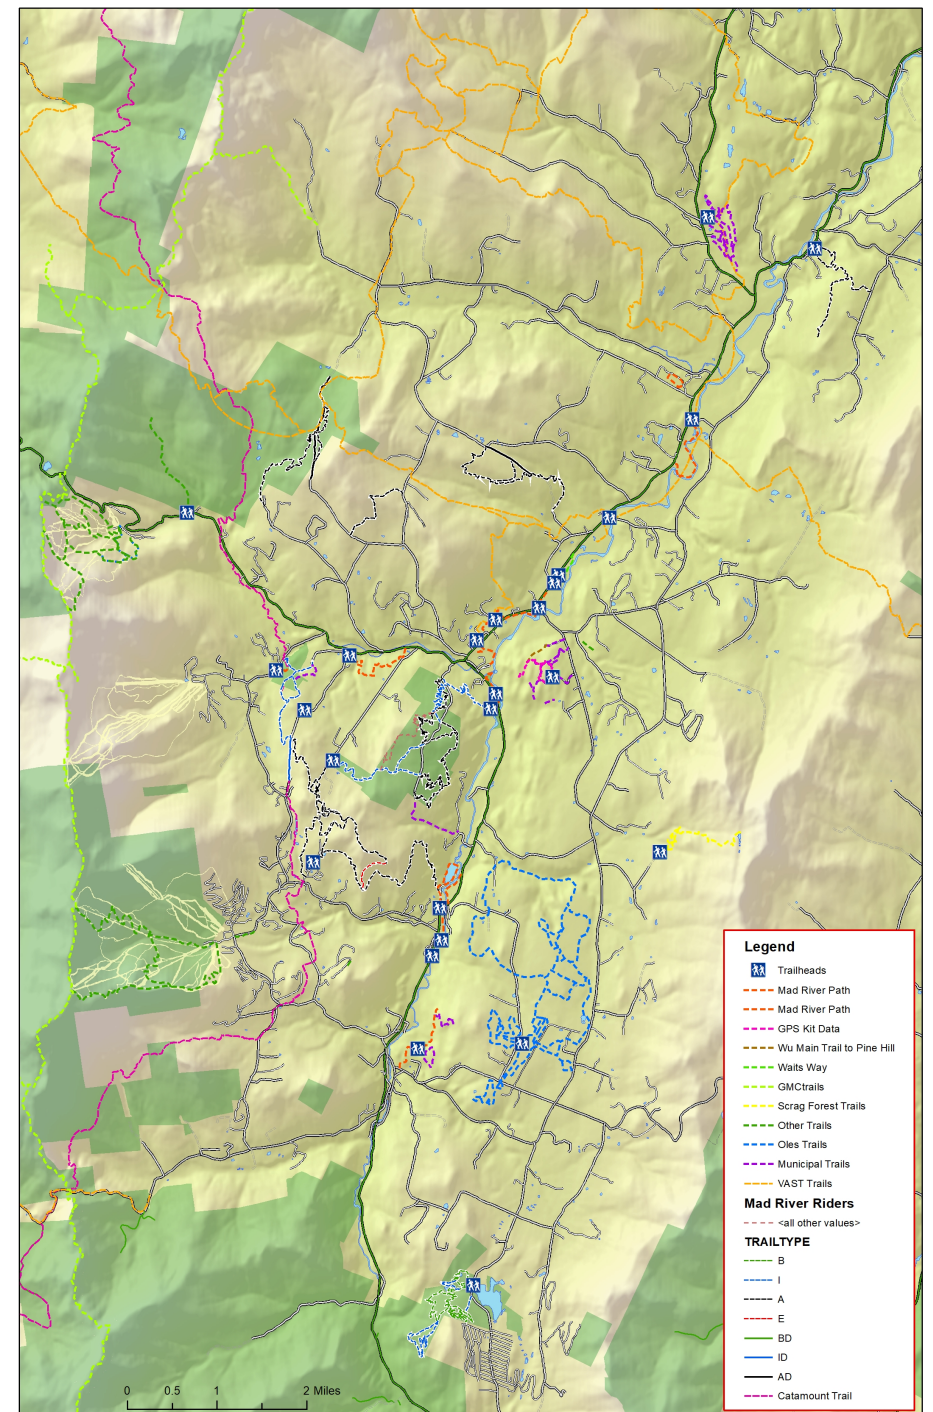 Legend
Trailheads
Mad River Path
Mad River Path
GPS Kit Data
Wu Main Trail to Pine Hill
Waits Way
GMCtrails
Scrag Forest Trails
Other Trails
Oles Trails
Municipal Trails
VAST Trails
Mad River Riders
<all other values>
TRAILTYPE
B
I
A
E
BD
ID
AD
Catamount Trail
0 0.5 1 2 Miles